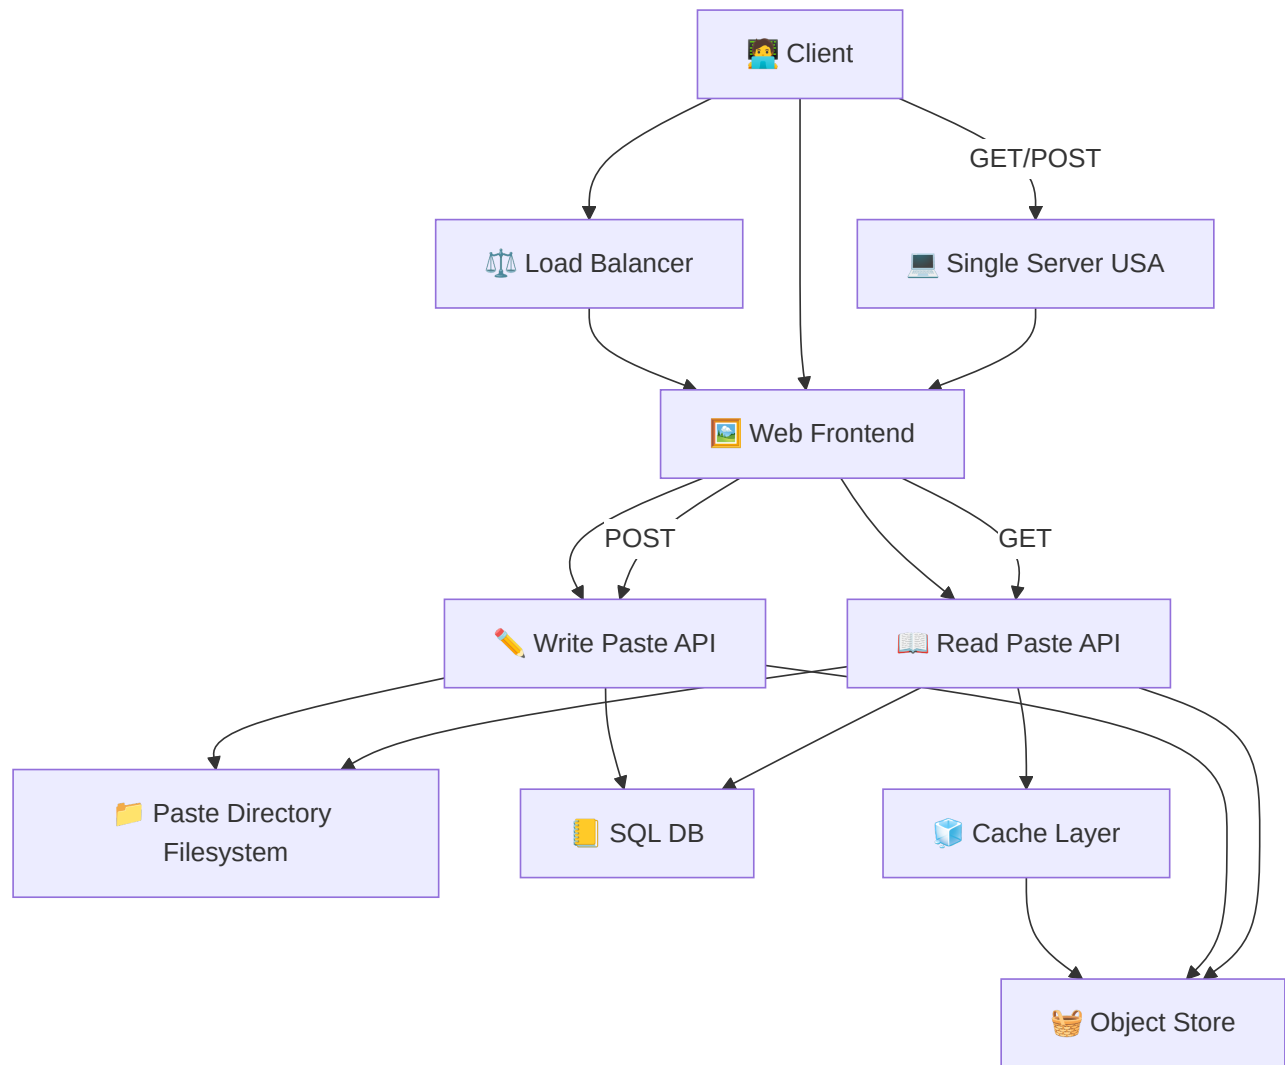 🧑‍💻 Client
GET/POST
⚖️ Load Balancer
💻 Single Server USA
🖼️ Web Frontend
POST
GET
✏️ Write Paste API
📖 Read Paste API
📁 Paste Directory
Filesystem
📒 SQL DB
🧊 Cache Layer
🧺 Object Store